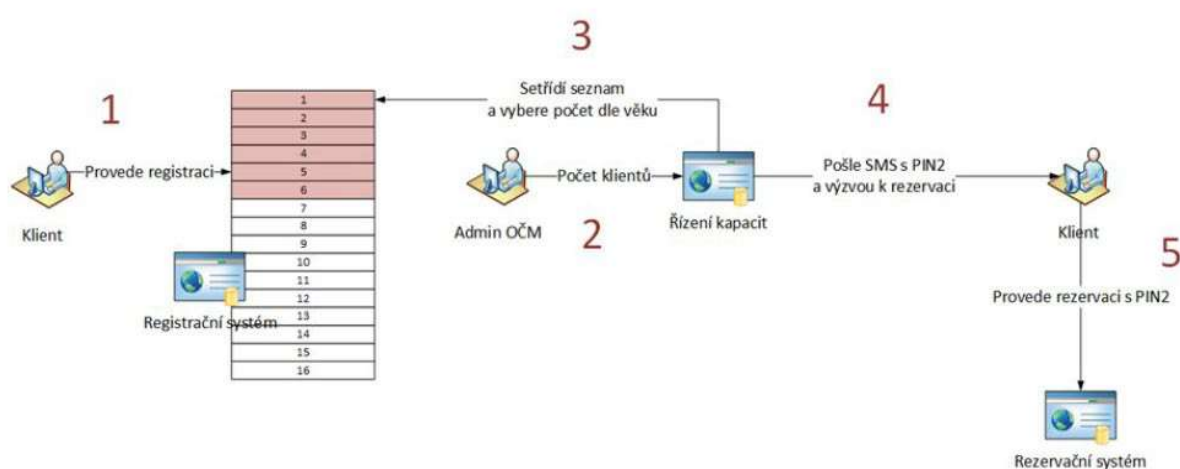 3
Setřídí seznam
a vybere počet dle věku
1
4
1
2
3
4
5
6
7
8
9
10
11
12
13
14
15
16
Provede registraci
Klient
Registrační systém
Počet klientů
Admin OČM
2
Řízení kapacit
Pošle SMS s PIN2
a výzvou k rezervaci
Klient
5
Provede rezervaci s PIN2
Rezervační systém